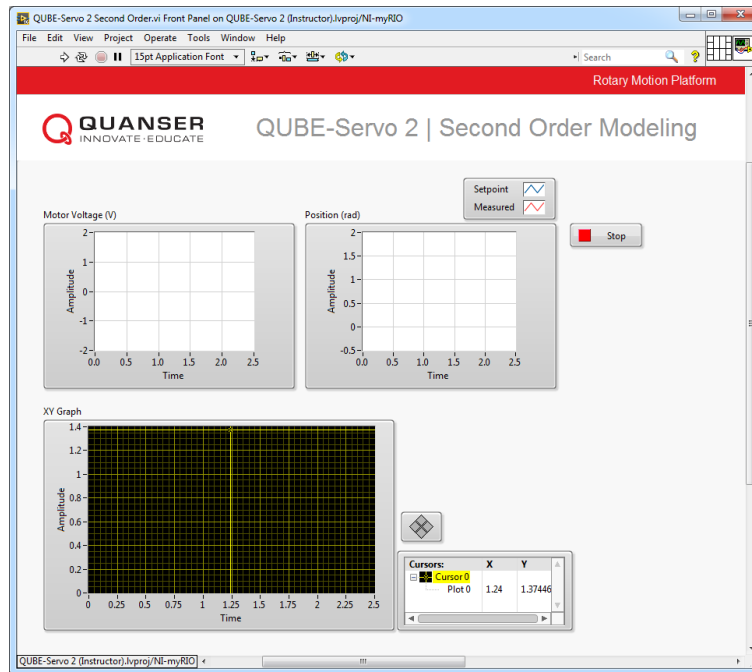 QUBE-Servo 2 Second Order.vi Front Panel on QUBE-Servo 2 (Instructor).lvproj/NI-myRIO
File Edit View Project Operate Tools Window Help
15pt Application Font
Search
Rotary Motion Platform
QUANSER
INNOVATE·EDUCATE
QUBE-Servo 2 | Second Order Modeling
Setpoint
Measured
Motor Voltage (V)
2
1
0
-1
-2
Amplitude
0.0 0.5 1.0 1.5 2.0 2.5
Time
Position (rad)
2
1.5
1
0.5
0
-0.5
Amplitude
0.0 0.5 1.0 1.5 2.0 2.5
Time
Stop
XY Graph
1.4
1.2
1
0.8
0.6
0.4
0.2
0
Amplitude
0 0.25 0.5 0.75 1 1.25 1.5 1.75 2 2.25 2.5
Time
Cursors: X Y
Cursor 0
Plot 0 1.24 1.37446
QUBE-Servo 2 (Instructor).lvproj/NI-myRIO